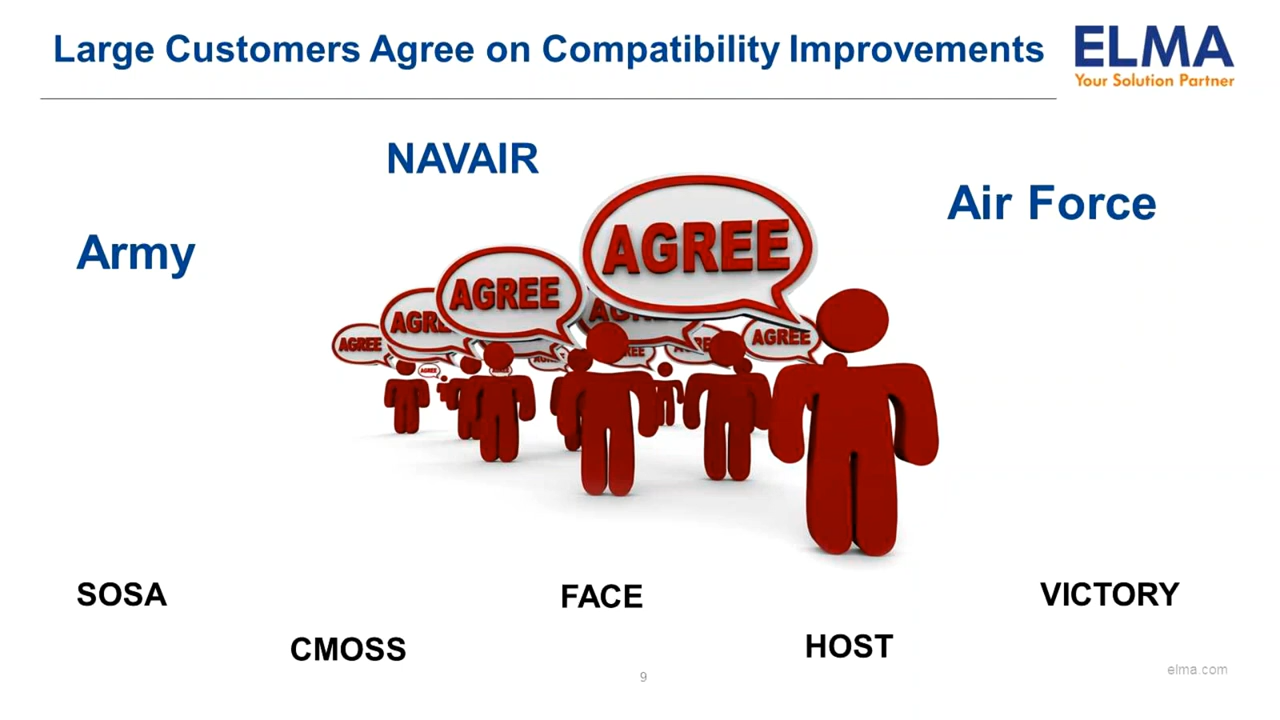 Large Customers Agree on Compatibility Improvements
ELMA
Your Solution Partner
NAVAIR
Air Force
Army
AGREE
AGREE
AGREE
AGREE
SOSA
FACE
VICTORY
CMOSS
HOST
9
elma.com